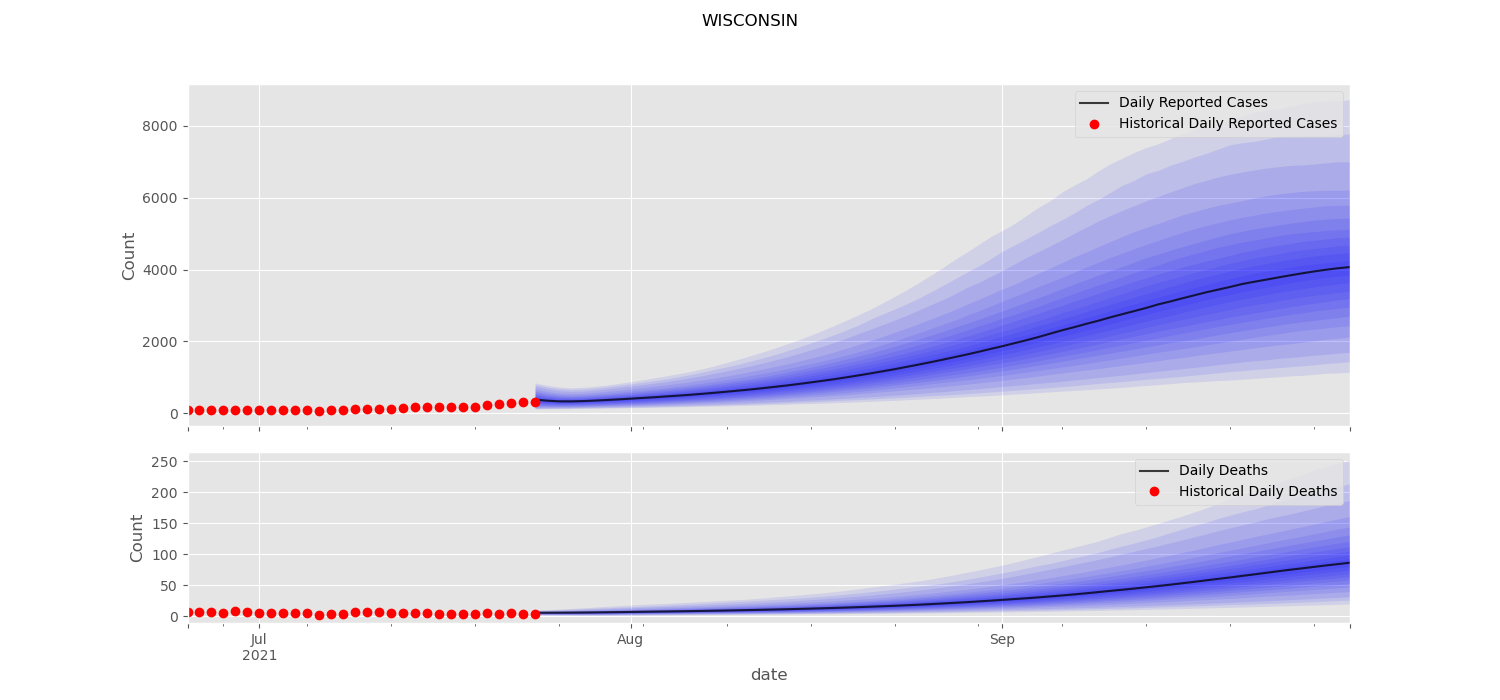 WISCONSIN
Daily Reported Cases
Historical Daily Reported Cases
8000
6000
4000
2000
0
Count
Daily Deaths
Historical Daily Deaths
250
200
150
100
50
0
Count
Jul
2021
Aug
Sep
date